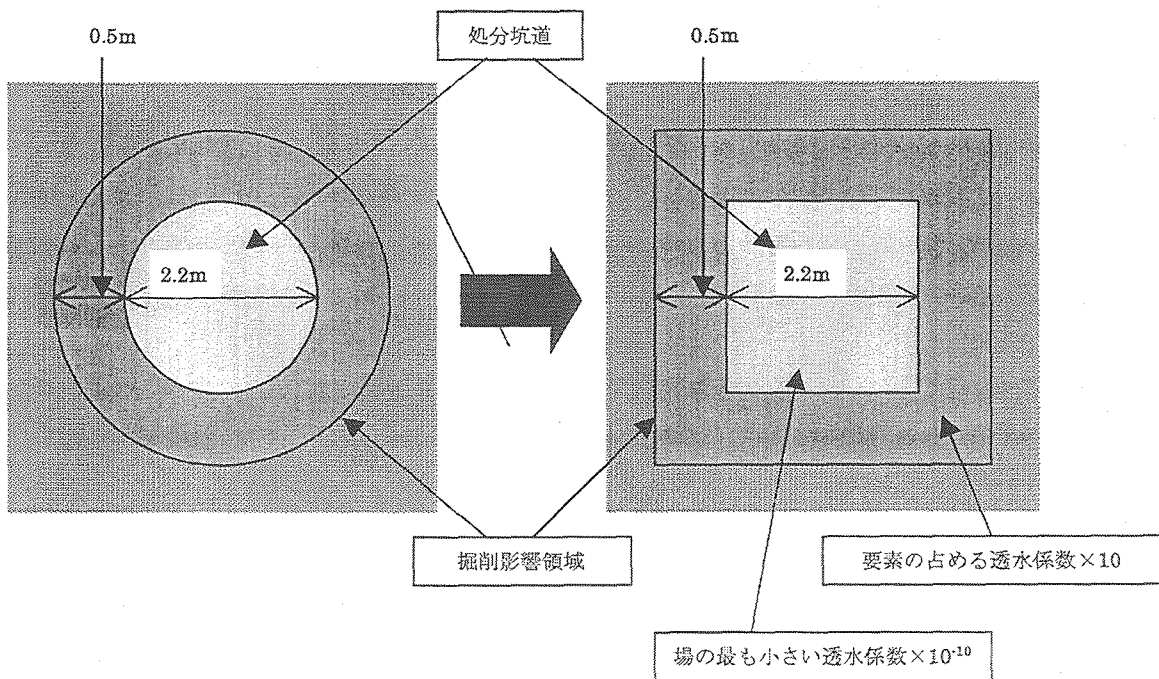 0.5m
処分坑道
0.5m
2.2m
2.2m
掘削影響領域
要素の占める透水係数×10
場の最も小さい透水係数×10⁻¹⁰